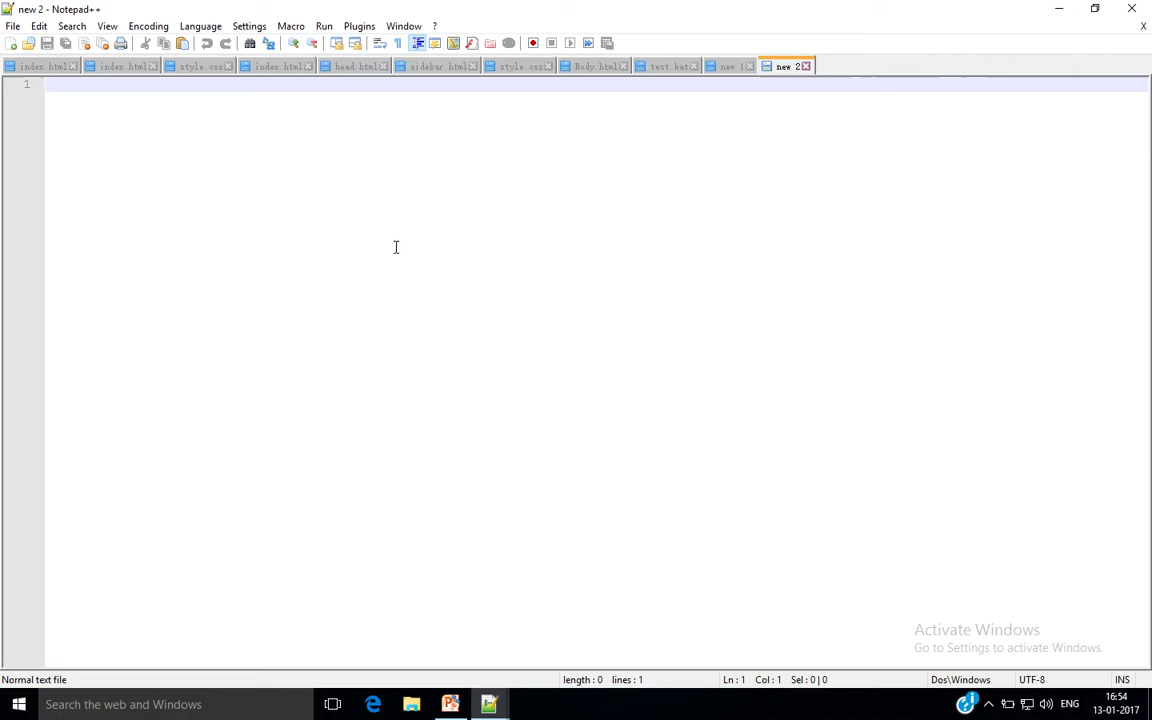 new 2 - Notepad++
File Edit Search View Encoding Language Settings Macro Run Plugins Window ? X
index.html index.html style.css index.html head.html sidebar.html style.css Body.html test.bat new 1 new 2
1
Activate Windows
Go to Settings to activate Windows.
Normal text file length : 0 lines : 1 Ln : 1 Col : 1 Sel : 0 | 0 Dos\Windows UTF-8 INS
Search the web and Windows ENG 16:54
13-01-2017